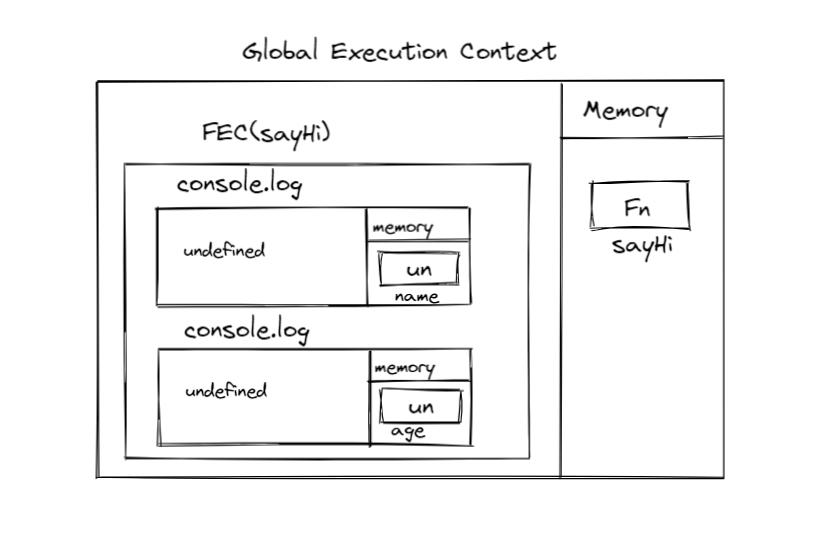 Global Execution Context
Memory
FEC(sayHi)
console.log
memory
undefined
un
name
Fn
sayHi
console.log
memory
undefined
un
age